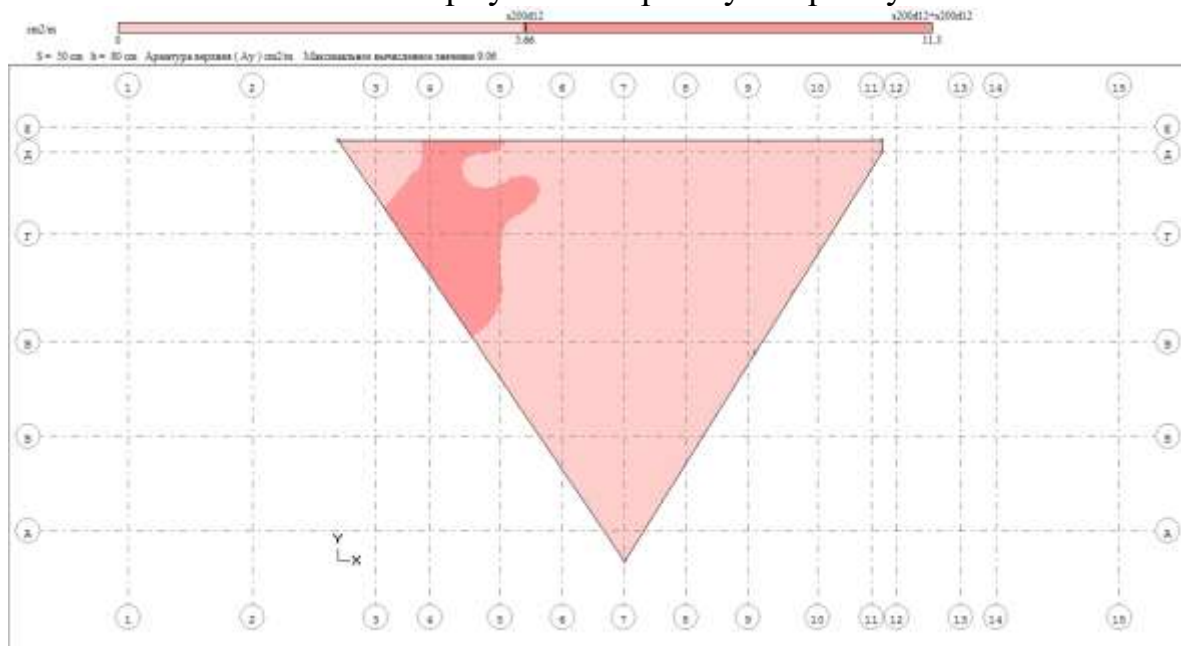 s200d12 s200d12+s200d12
cm2/m
0 5.66 11.3
S = 50 cm h = 80 cm Арматура верхняя ( Ay ) cm2/m Максимальное вычисленное значение 9.06
1 2 3 4 5 6 7 8 9 10 11 12 13 14 15
Е Е
Д Д
Г Г
В В
Б Б
А А
Y
X
1 2 3 4 5 6 7 8 9 10 11 12 13 14 15